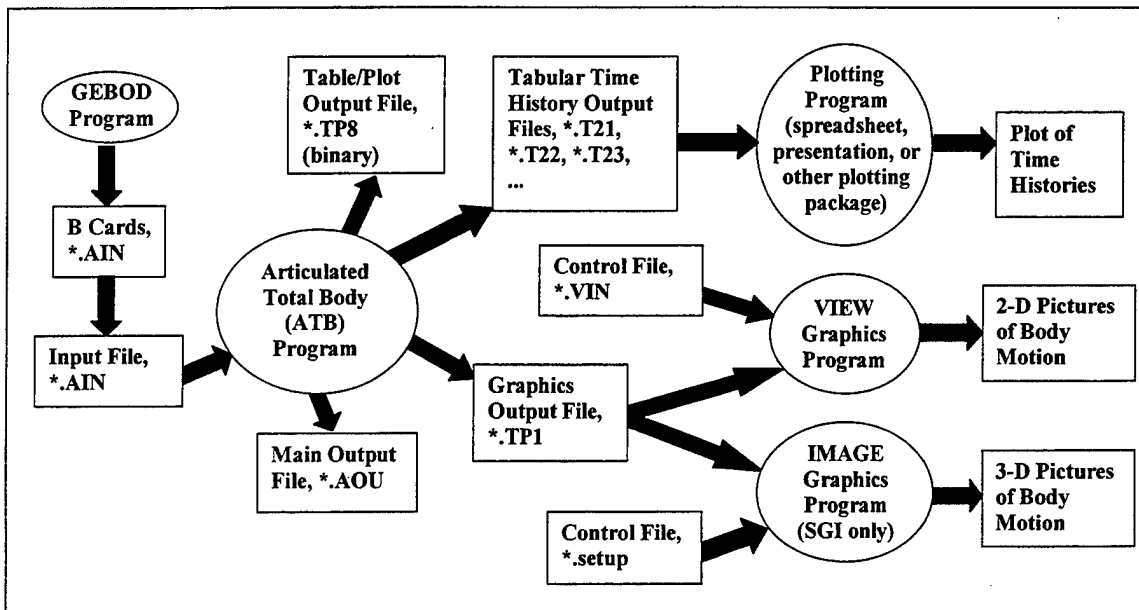 GEBOD
Program
B Cards,
*.AIN
Input File,
*.AIN
Articulated
Total Body
(ATB)
Program
Table/Plot
Output File,
*.TP8
(binary)
Tabular Time
History Output
Files, *.T21,
*.T22, *.T23,
...
Plotting
Program
(spreadsheet,
presentation, or
other plotting
package)
Plot of
Time
Histories
Main Output
File, *.AOU
Graphics
Output File,
*.TP1
Control File,
*.VIN
VIEW
Graphics
Program
2-D Pictures
of Body
Motion
Control File,
*.setup
IMAGE
Graphics
Program
(SGI only)
3-D Pictures
of Body
Motion